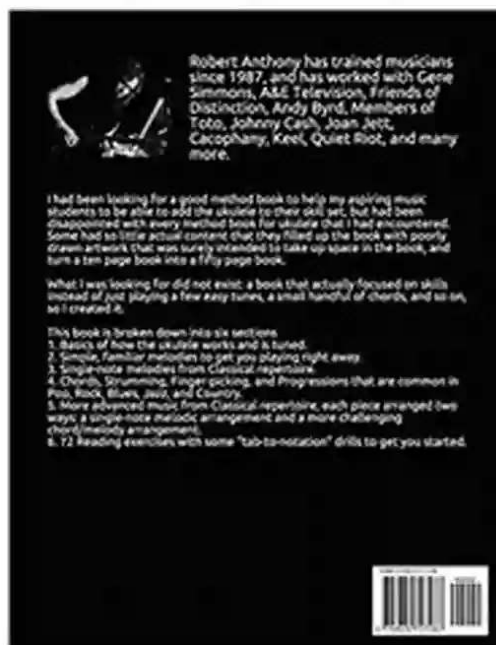 Robert Anthony has trained musicians
since 1987, and has worked with Gene
Simmons, A&E Television, Friends of
Distinction, Andy Byrd, Members of
Toto, Johnny Cash, Joan Jett,
Cacophany, Keel, Quiet Riot, and many
more.
I had been looking for a good method book to help my aspiring music
students to be able to add the ukulele to their skill set, but had been
disappointed with every method book for ukulele that I had encountered.
Some had so little actual content that they filled up the book with poorly
drawn artwork that was surely intended to take up space in the book, and
turn a ten page book into a fifty page book.
What I was looking for did not exist: a book that actually focused on skills
instead of just playing a few easy tunes, a small handful of chords, and so on,
so I created it.
This book is broken down into six sections
1. Basics of how the ukulele works and is tuned.
2. Simple, familiar melodies to get you playing right away.
3. Single-note melodies from Classical repertoire.
4. Chords, Strumming, Finger picking, and Progressions that are common in
Pop, Rock, Blues, Jazz, and Country.
5. More advanced music from Classical repertoire, each piece arranged two
ways: a single-note melody arrangement and a more challenging
chord/melody arrangement.
6. 72 Reading exercises with some "tab-to-notation" drills to get you started.